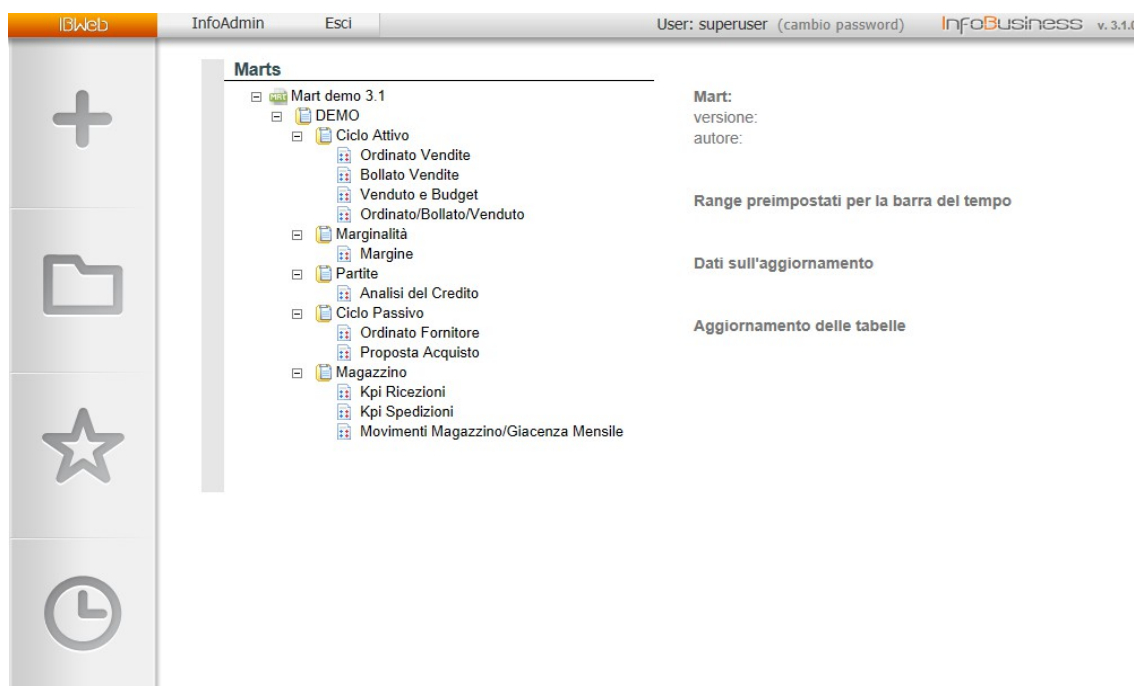 IBWeb InfoAdmin Esci User: superuser (cambio password) InfoBusiness v. 3.1.0
Marts
Mart demo 3.1
DEMO
Ciclo Attivo
Ordinato Vendite
Bollato Vendite
Venduto e Budget
Ordinato/Bollato/Venduto
Marginalità
Margine
Partite
Analisi del Credito
Ciclo Passivo
Ordinato Fornitore
Proposta Acquisto
Magazzino
Kpi Ricezioni
Kpi Spedizioni
Movimenti Magazzino/Giacenza Mensile
Mart:
versione:
autore:
Range preimpostati per la barra del tempo
Dati sull'aggiornamento
Aggiornamento delle tabelle